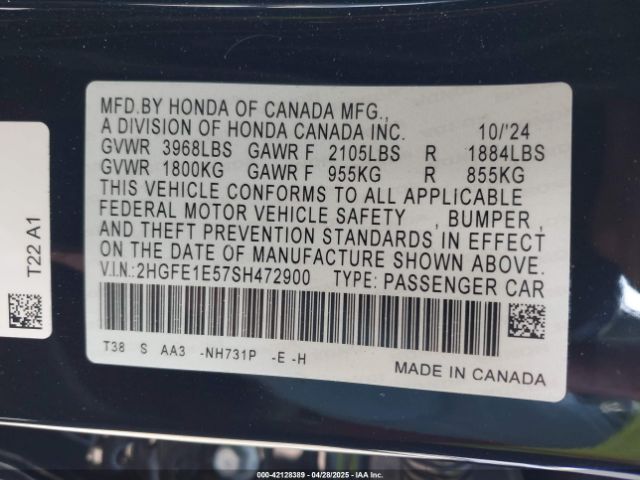 MFD.BY HONDA OF CANADA MFG.,
A DIVISION OF HONDA CANADA INC. 10/'24
GVWR 3968LBS GAWR F 2105LBS R 1884LBS
GVWR 1800KG GAWR F 955KG R 855KG
THIS VEHICLE CONFORMS TO ALL APPLICABLE
FEDERAL MOTOR VEHICLE SAFETY , BUMPER ,
AND THEFT PREVENTION STANDARDS IN EFFECT
ON THE DATE OF MANUFACTURE SHOWN ABOVE.
V.I.N.:2HGFE1E57SH472900 TYPE: PASSENGER CAR
T38 S AA3 -NH731P -E -H
MADE IN CANADA
T22 A1
000-42128389 | 04/28/2025 | IAA Inc.